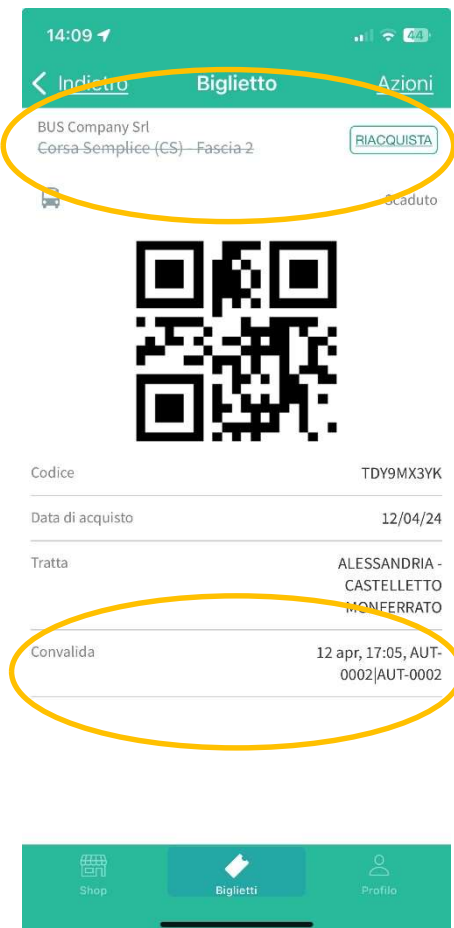 14:09
44
Indietro
Biglietto
Azioni
BUS Company Srl
Corsa Semplice (CS) - Fascia 2
RIACQUISTA
Scaduto
Codice
TDY9MX3YK
Data di acquisto
12/04/24
Tratta
ALESSANDRIA -
CASTELLETTO
MONFERRATO
Convalida
12 apr, 17:05, AUT-
0002|AUT-0002
Shop
Biglietti
Profilo